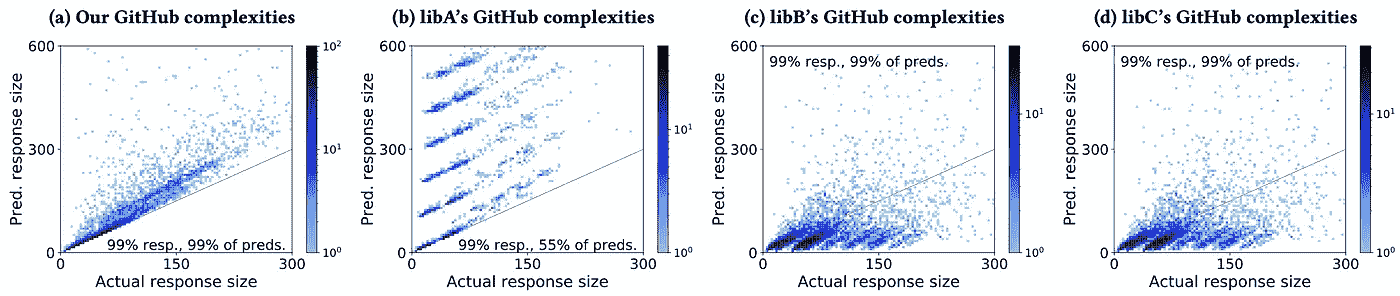 (a) Our GitHub complexities
600
300
0
Pred. response size
99% resp., 99% of preds.
0 150 300
Actual response size
10²
10¹
10⁰
(b) libA's GitHub complexities
600
300
0
Pred. response size
99% resp., 55% of preds.
0 150 300
Actual response size
10¹
10⁰
(c) libB's GitHub complexities
600
300
0
Pred. response size
99% resp., 99% of preds.
0 150 300
Actual response size
10¹
10⁰
(d) libC's GitHub complexities
600
300
0
Pred. response size
99% resp., 99% of preds.
0 150 300
Actual response size
10¹
10⁰